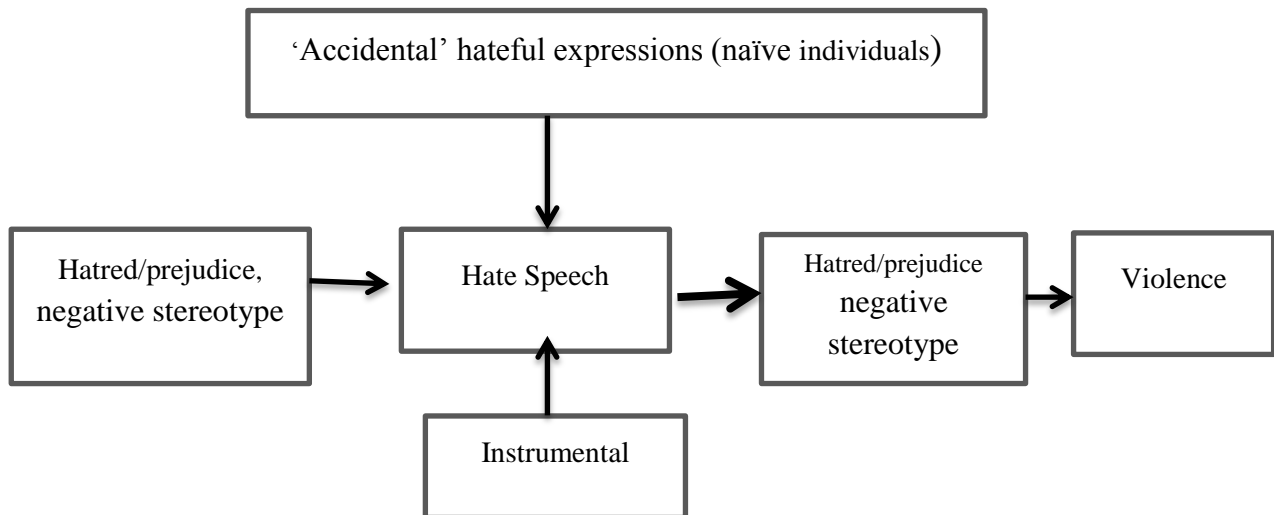 ‘Accidental’ hateful expressions (naïve individuals)
Hatred/prejudice,
negative stereotype
Hate Speech
Hatred/prejudice
negative
stereotype
Violence
Instrumental